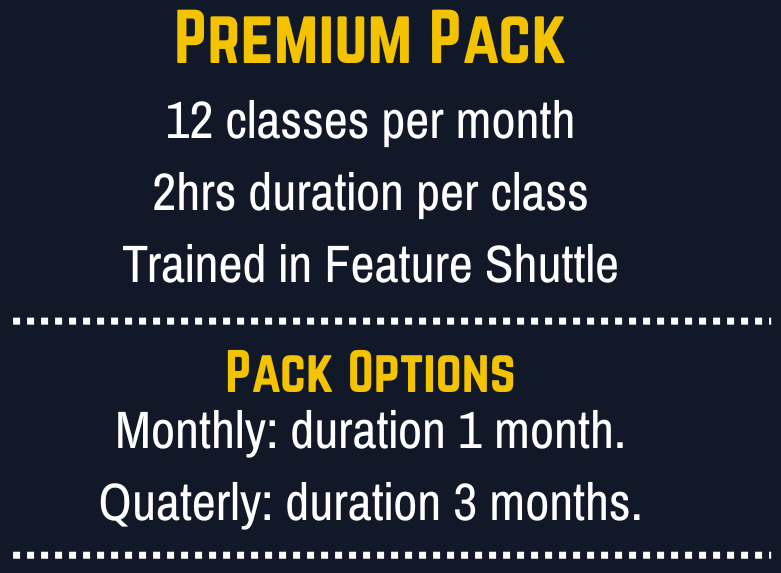 PREMIUM PACK
12 classes per month
2hrs duration per class
Trained in Feature Shuttle
PACK OPTIONS
Monthly: duration 1 month.
Quaterly: duration 3 months.